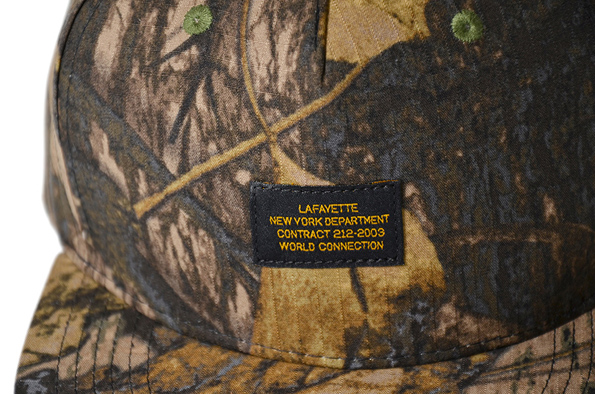 LAFAYETTE
NEW YORK DEPARTMENT
CONTRACT 212-2003
WORLD CONNECTION